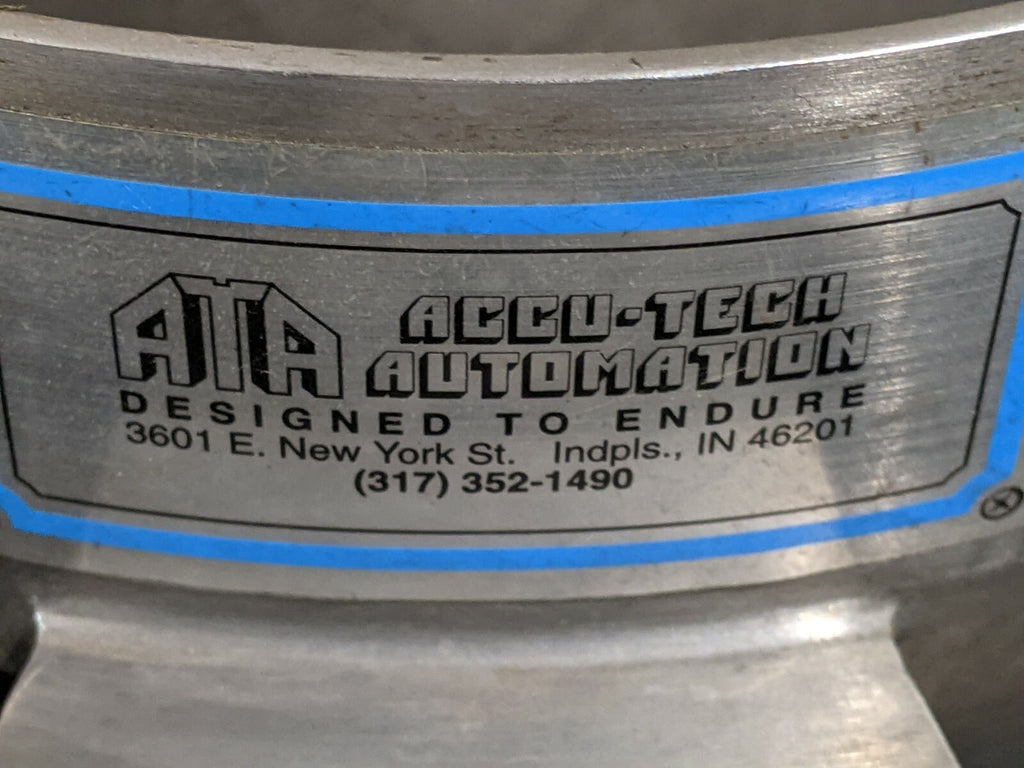 ATA
ACCU-TECH
AUTOMATION
DESIGNED TO ENDURE
3601 E. New York St. Indpls., IN 46201
(317) 352-1490